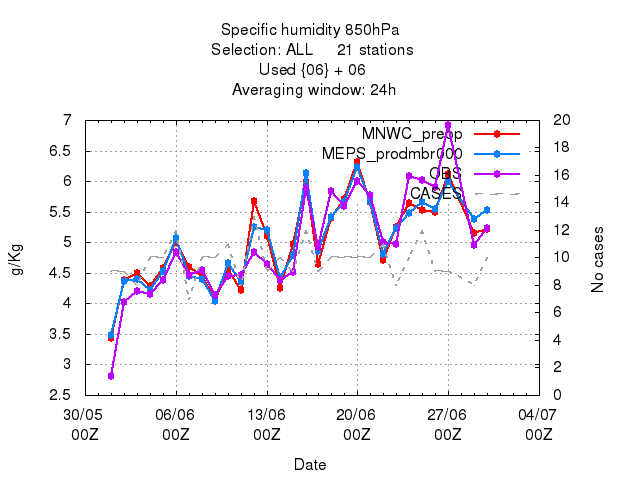 Specific humidity 850hPa
Selection: ALL 21 stations
Used {06} + 06
Averaging window: 24h
MNWC_preop
MEPS_prodmbr000
OBS
CASES
7
6.5
6
5.5
5
4.5
4
3.5
3
2.5
g/Kg
20
18
16
14
12
10
8
6
4
2
0
No cases
30/05 06/06 13/06 20/06 27/06 04/07
00Z 00Z 00Z 00Z 00Z 00Z
Date